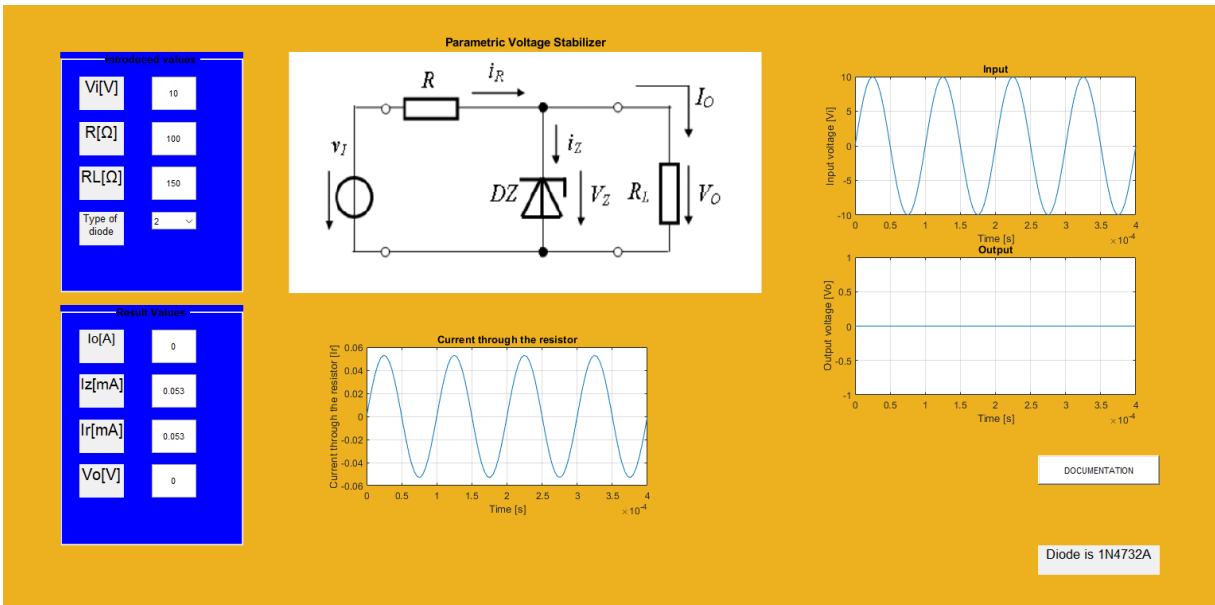 Parametric Voltage Stabilizer
Introduced values
Vi[V]
10
R[Ω]
100
RL[Ω]
150
Type of
diode
2
Result Values
Io[A]
0
Iz[mA]
0.053
Ir[mA]
0.053
Vo[V]
0
R
iR
IO
vI
iZ
DZ
VZ
RL
VO
Current through the resistor
Current through the resistor [Ir]
0.06
0.04
0.02
0
-0.02
-0.04
-0.06
0 0.5 1 1.5 2 2.5 3 3.5 4
Time [s]
×10-4
Input
Input voltage [Vi]
10
5
0
-5
-10
0 0.5 1 1.5 2 2.5 3 3.5 4
Time [s]
×10-4
Output
Output voltage [Vo]
1
0.5
0
-0.5
-1
0 0.5 1 1.5 2 2.5 3 3.5 4
Time [s]
×10-4
DOCUMENTATION
Diode is 1N4732A